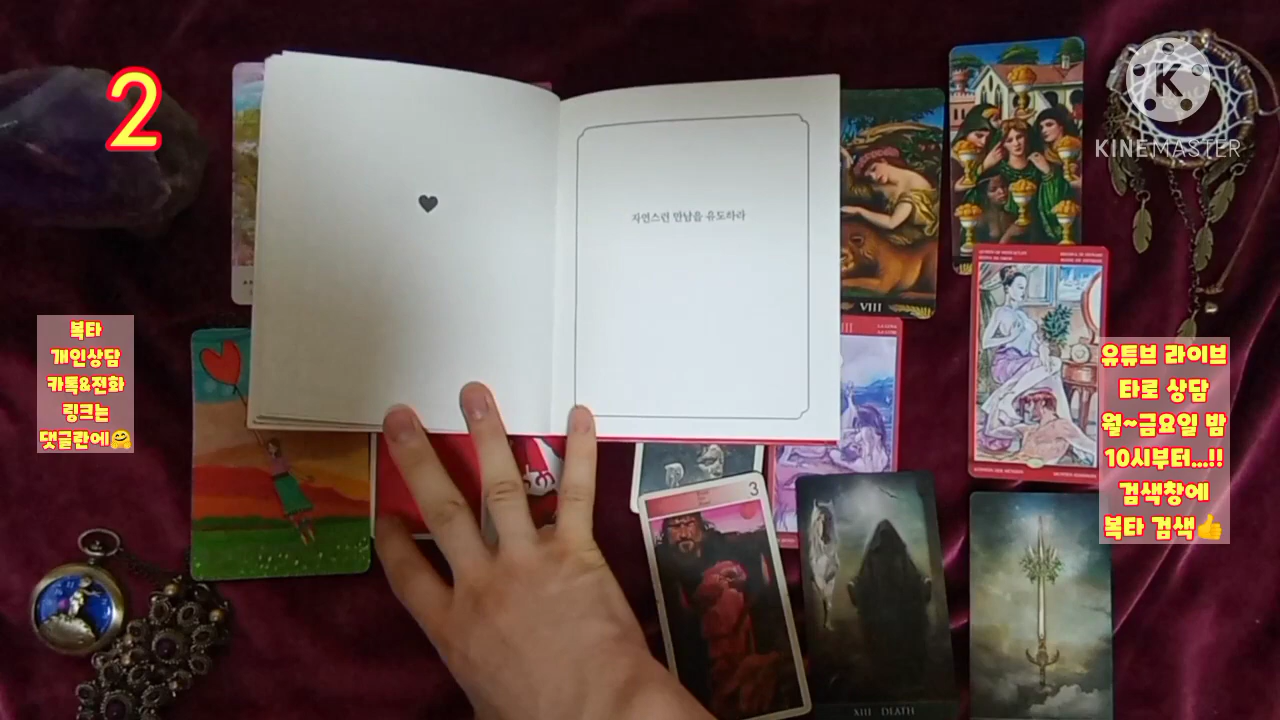 2
자연스런 만남을 유도하라
KINEMASTER
VIII
복타
개인상담
카톡&전화
링크는
댓글란에🤗
유튜브 라이브
타로 상담
월~금요일 밤
10시부터...!!
검색창에
복타 검색👍
3
XIII DEATH